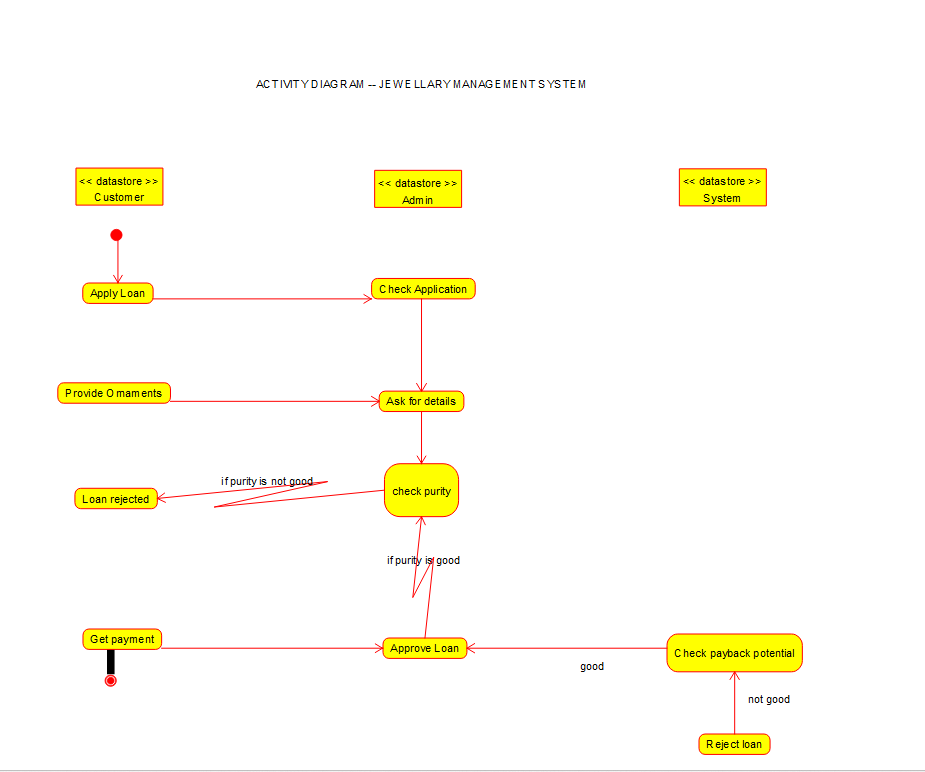 ACTIVITY DIAGRAM -- JEWELLARY MANAGEMENT SYSTEM
<< datastore >>
Customer
<< datastore >>
Admin
<< datastore >>
System
Apply Loan
Check Application
Provide Ornaments
Ask for details
if purity is not good
check purity
Loan rejected
if purity is good
Get payment
Approve Loan
Check payback potential
good
not good
Reject loan